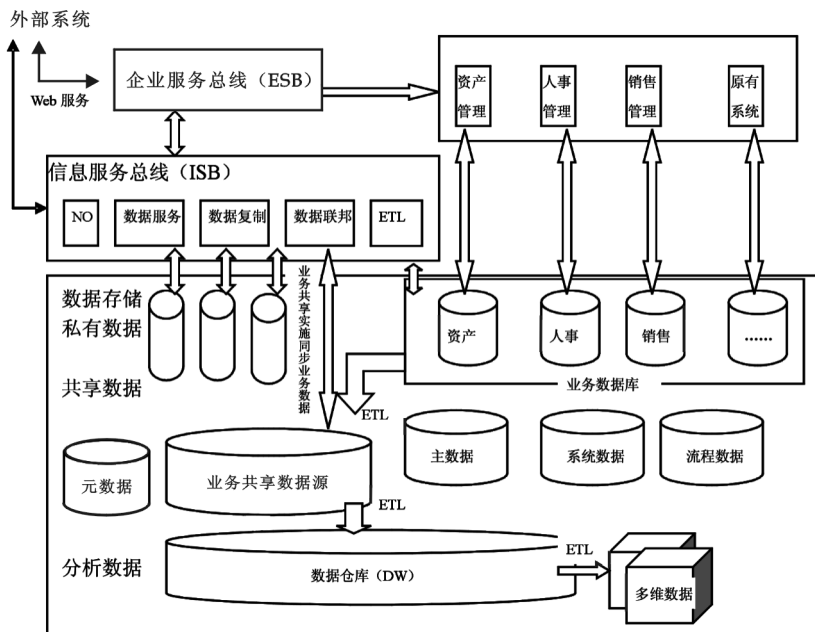 外部系统
Web 服务
企业服务总线（ESB）
资产
管理
人事
管理
销售
管理
原有
系统
信息服务总线（ISB）
NO
数据服务
数据复制
数据联邦
ETL
数据存储
私有数据
共享数据
业务共享实施同步业务数据
资产
人事
销售
......
业务数据库
ETL
元数据
业务共享数据源
主数据
系统数据
流程数据
ETL
分析数据
数据仓库（DW）
ETL
多维数据